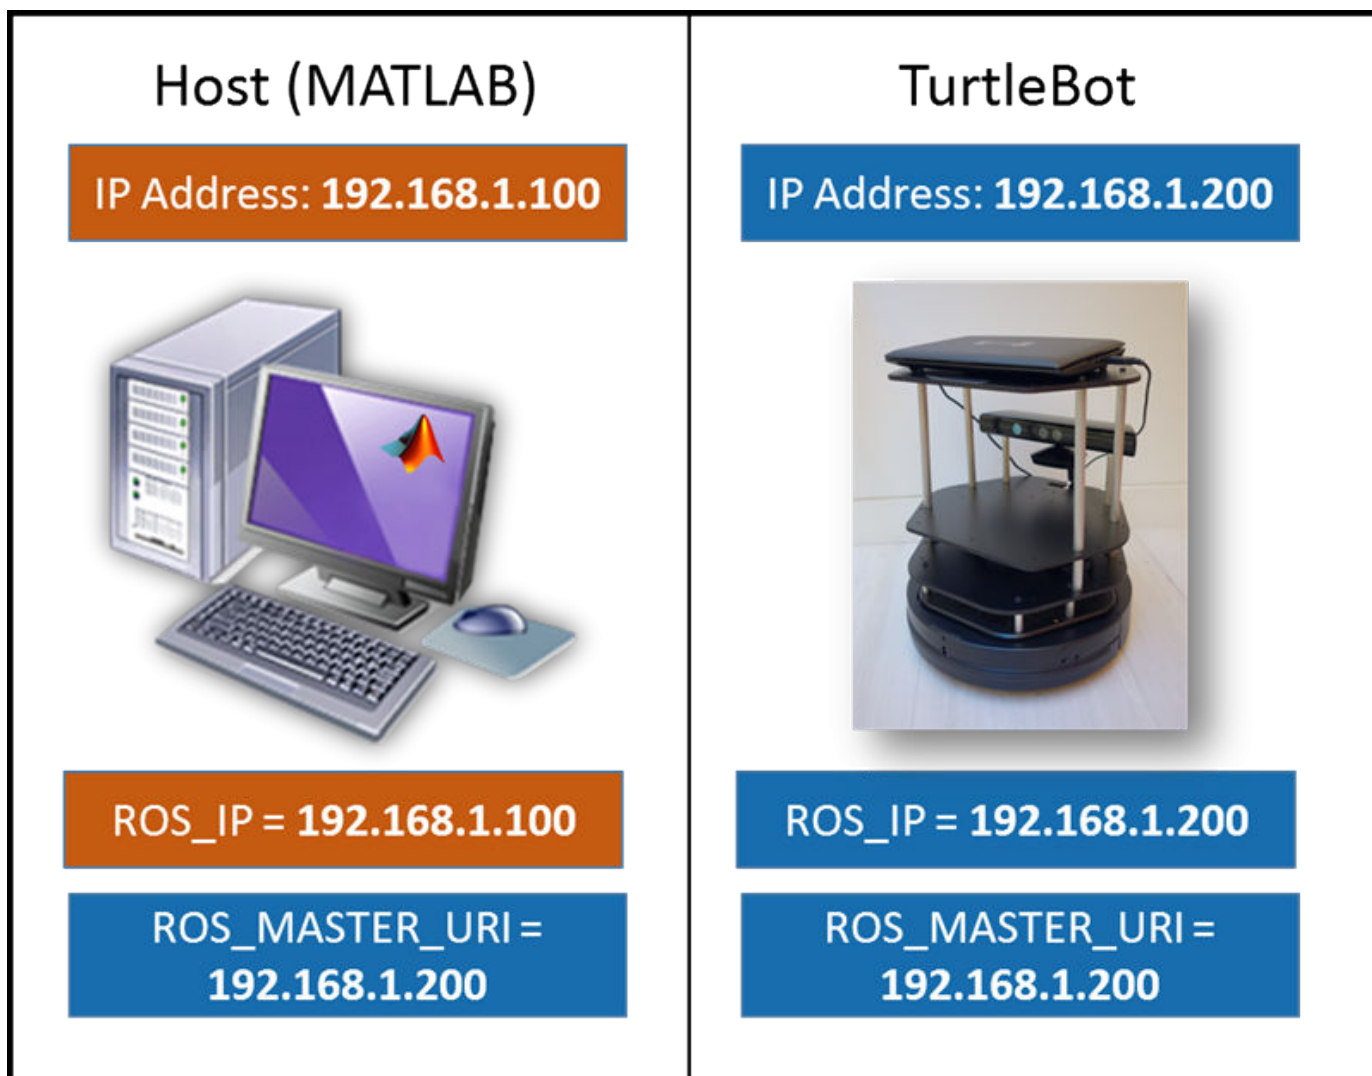 Host (MATLAB)
IP Address: 192.168.1.100
ROS_IP = 192.168.1.100
ROS_MASTER_URI =
192.168.1.200
TurtleBot
IP Address: 192.168.1.200
ROS_IP = 192.168.1.200
ROS_MASTER_URI =
192.168.1.200